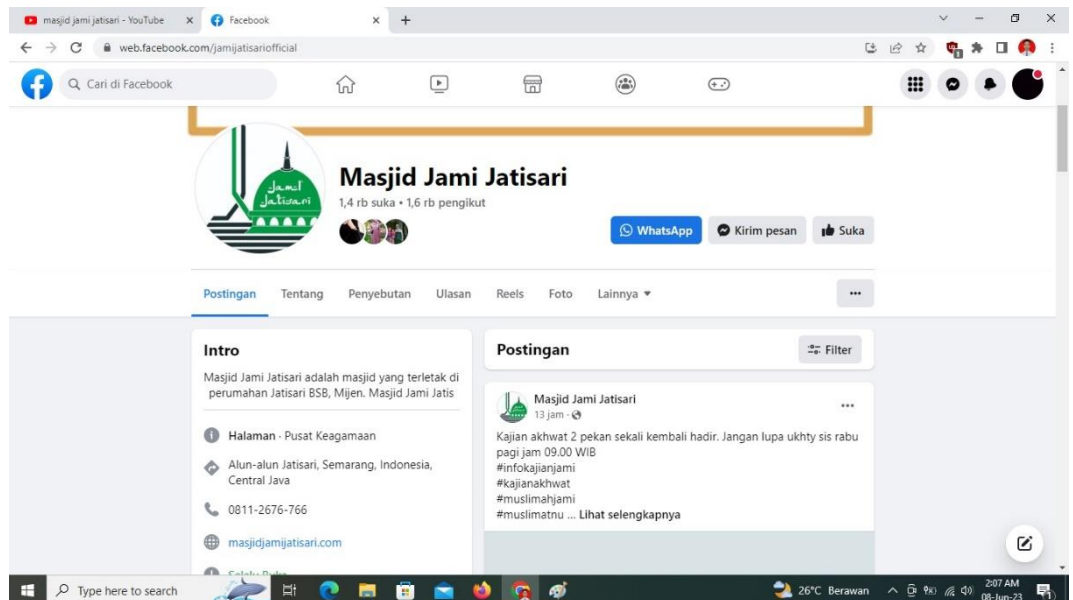 masjid jami jatisari - YouTube
Facebook
web.facebook.com/jamijatisariofficial
Cari di Facebook
Jami'
Jatisari
Masjid Jami Jatisari
1,4 rb suka • 1,6 rb pengikut
WhatsApp
Kirim pesan
Suka
Postingan
Tentang
Penyebutan
Ulasan
Reels
Foto
Lainnya
Intro
Masjid Jami Jatisari adalah masjid yang terletak di
perumahan Jatisari BSB, Mijen. Masjid Jami Jatis
Halaman · Pusat Keagamaan
Alun-alun Jatisari, Semarang, Indonesia,
Central Java
0811-2676-766
masjidjamijatisari.com
Selalu Buka
Postingan
Filter
Masjid Jami Jatisari
13 jam ·
Kajian akhwat 2 pekan sekali kembali hadir. Jangan lupa ukhty sis rabu
pagi jam 09.00 WIB
#infokajianjami
#kajianakhwat
#muslimahjami
#muslimatnu ... Lihat selengkapnya
Type here to search
26°C Berawan
2:07 AM
08-Jun-23